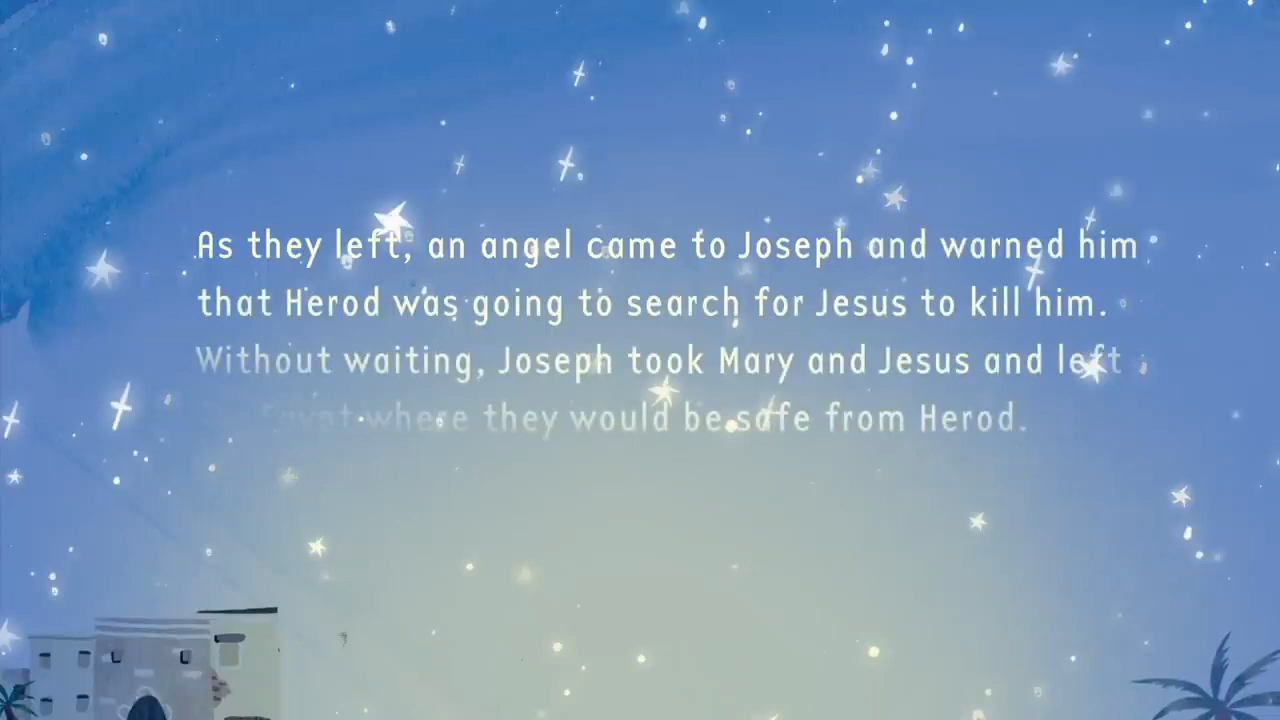 As they left, an angel came to Joseph and warned him
that Herod was going to search for Jesus to kill him.
Without waiting, Joseph took Mary and Jesus and left
Egypt where they would be safe from Herod.